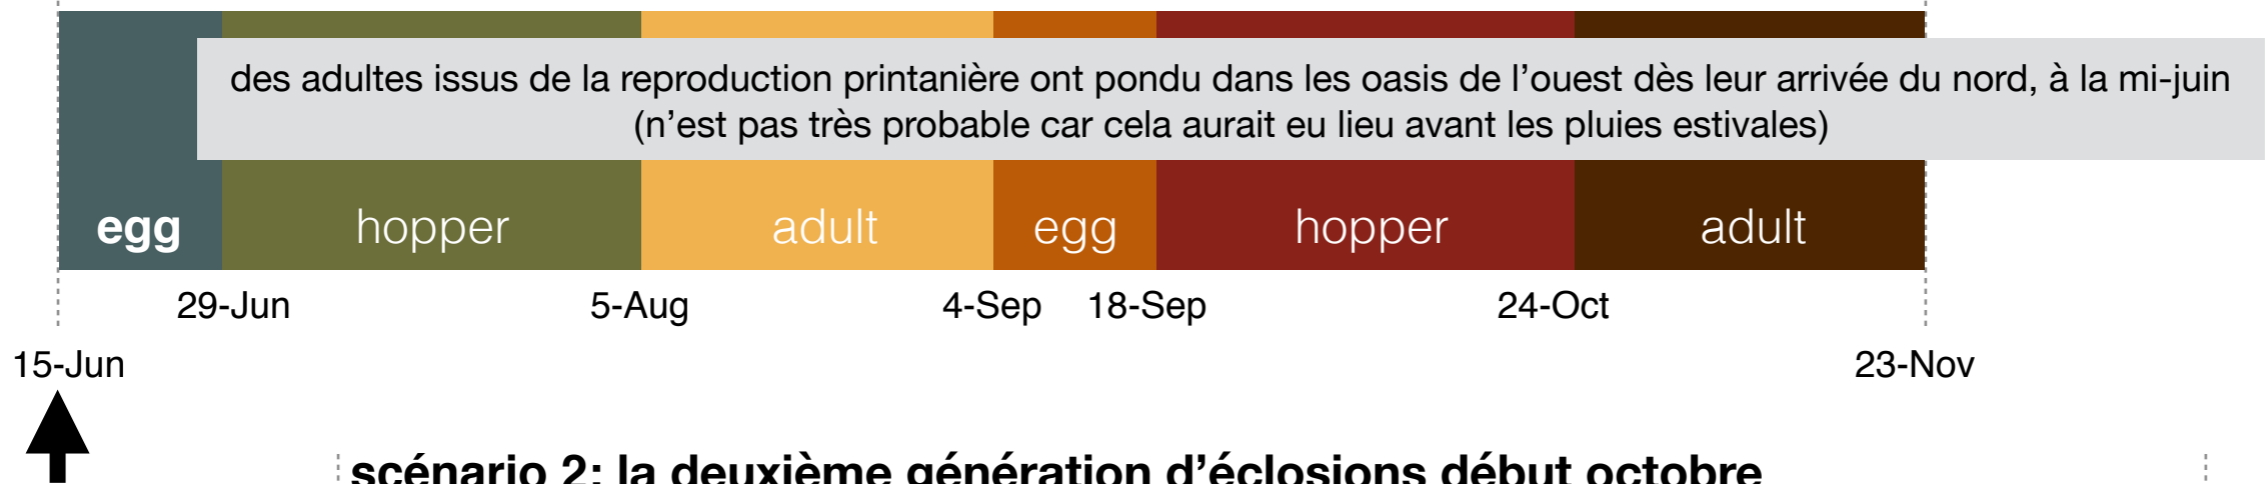 des adultes issus de la reproduction printanière ont pondu dans les oasis de l’ouest dès leur arrivée du nord, à la mi-juin
(n’est pas très probable car cela aurait eu lieu avant les pluies estivales)
egg hopper adult egg hopper adult
29-Jun 5-Aug 4-Sep 18-Sep 24-Oct
15-Jun 23-Nov
scénario 2: la deuxième génération d’éclosions début octobre